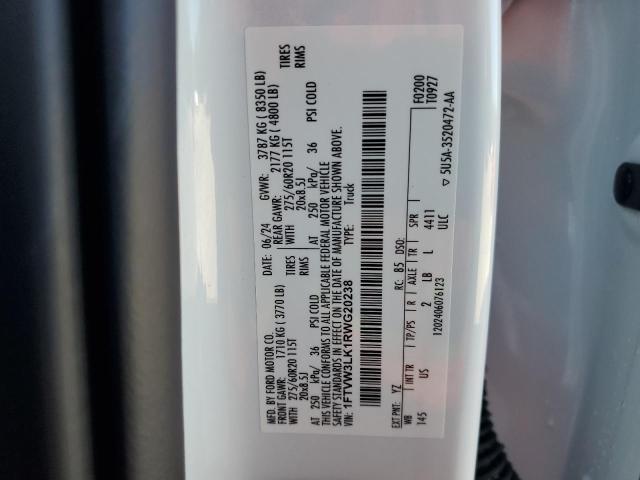 MFD. BY FORD MOTOR CO.
DATE: 06/24
GVWR: 3787 KG ( 8350 LB)
FRONT GAWR: 1710 KG ( 3770 LB)
REAR GAWR: 2177 KG ( 4800 LB)
WITH 275/60R20 115T TIRES
WITH 275/60R20 115T TIRES
20x8.5J RIMS
20x8.5J RIMS
AT 250 kPa/ 36 PSI COLD
AT 250 kPa/ 36 PSI COLD
THIS VEHICLE CONFORMS TO ALL APPLICABLE FEDERAL MOTOR VEHICLE
SAFETY STANDARDS IN EFFECT ON THE DATE OF MANUFACTURE SHOWN ABOVE.
VIN: 1FTVW3LK1RWG20238
TYPE: Truck
F0200
T0927
EXT PNT: YZ RC: B5 DSO:
WB INT TR TP/PS R AXLE TR SPR
145 US 2 LB L 4411
ULC
1202406076123
▽ 5U5A-3520472-AA